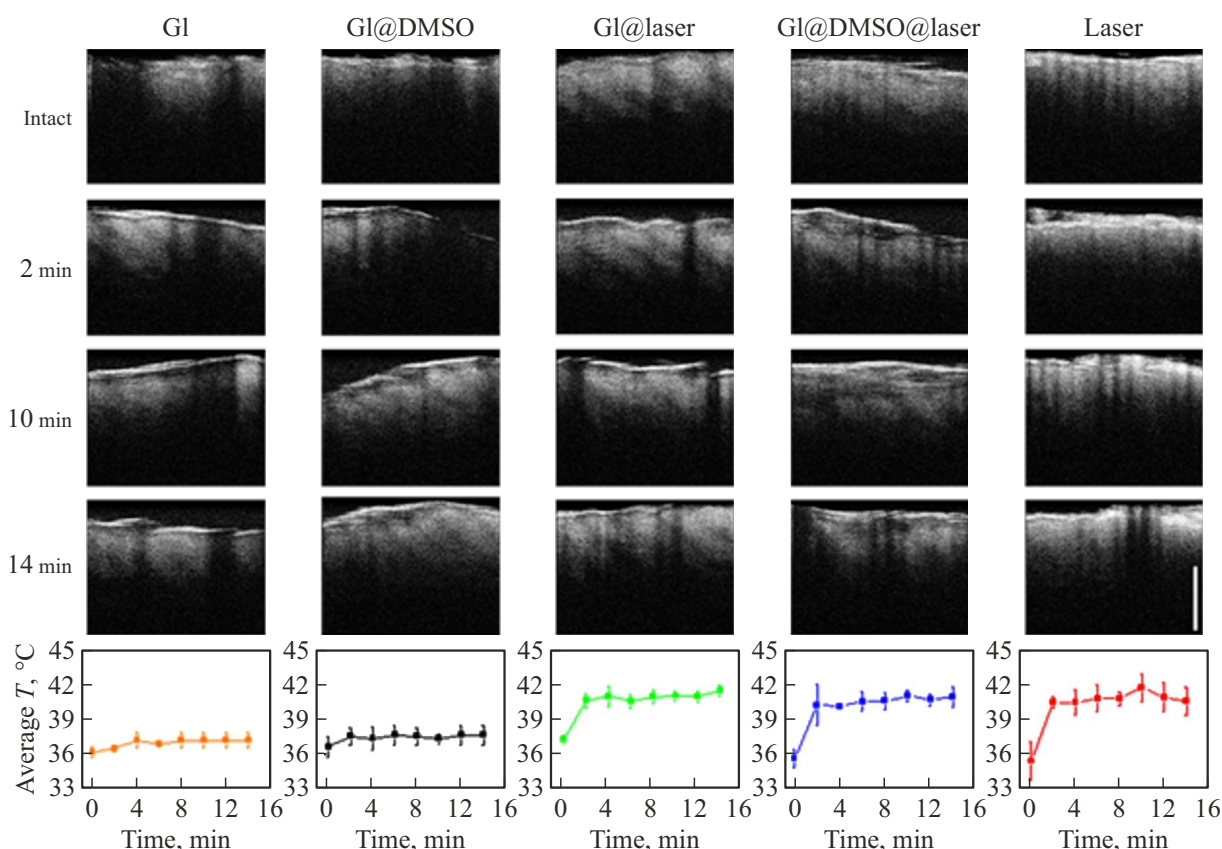 Gl Gl@DMSO Gl@laser Gl@DMSO@laser Laser
Intact
2 min
10 min
14 min
Average T, °C
45 45 45 45 45
42 42 42 42 42
39 39 39 39 39
36 36 36 36 36
33 33 33 33 33
0 4 8 12 16 0 4 8 12 16 0 4 8 12 16 0 4 8 12 16 0 4 8 12 16
Time, min Time, min Time, min Time, min Time, min